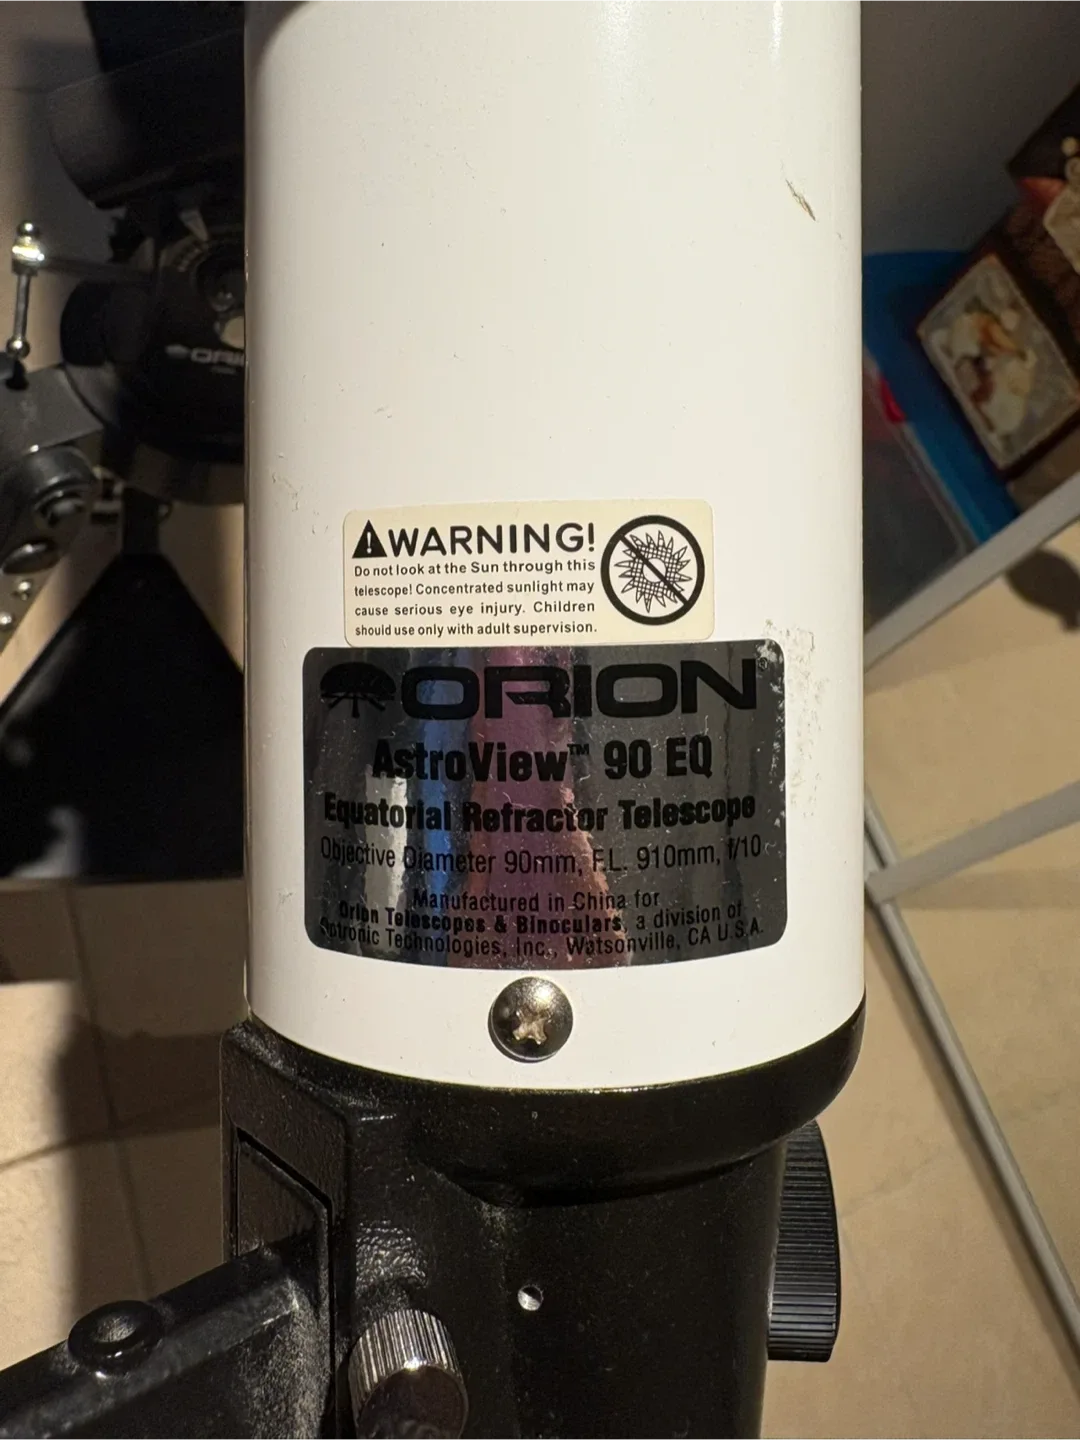 WARNING!
Do not look at the Sun through this
telescope! Concentrated sunlight may
cause serious eye injury. Children
should use only with adult supervision.
ORION®
AstroView™ 90 EQ
Equatorial Refractor Telescope
Objective Diameter 90mm, F.L. 910mm, f/10
Manufactured in China for
Orion Telescopes & Binoculars, a division of
Optronic Technologies, Inc., Watsonville, CA U.S.A.